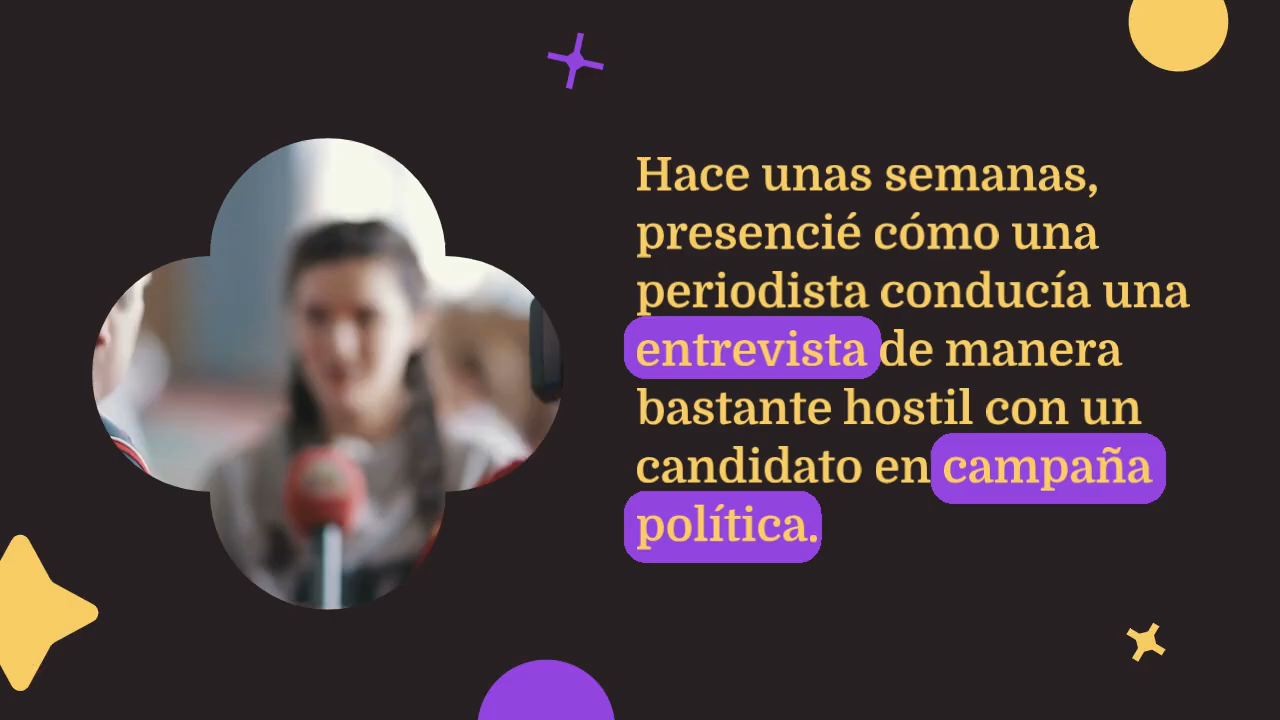 Hace unas semanas,
presencié cómo una
periodista conducía una
entrevista de manera
bastante hostil con un
candidato en campaña
política.